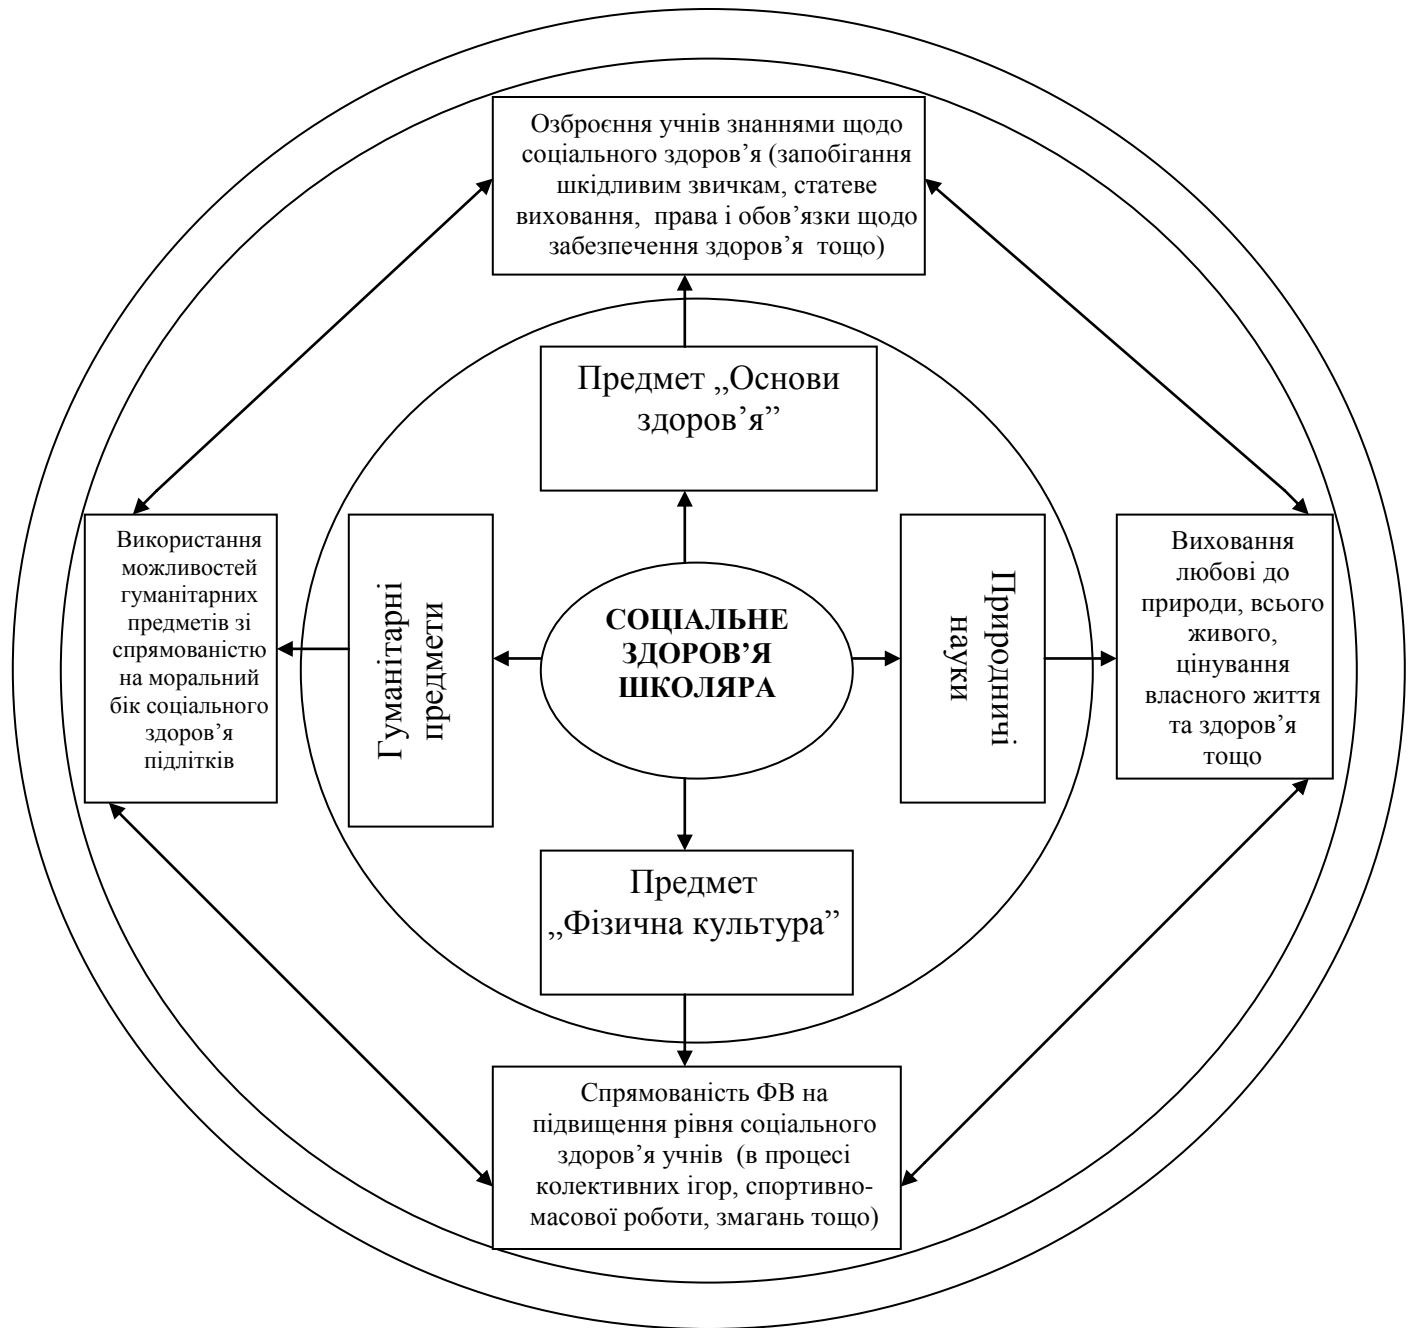 Озброєння учнів знаннями щодо
соціального здоров’я (запобігання
шкідливим звичкам, статеве
виховання, права і обов’язки щодо
забезпечення здоров’я тощо)
Предмет „Основи
здоров’я”
Використання
можливостей
гуманітарних
предметів зі
спрямованістю
на моральний
бік соціального
здоров’я
підлітків
Гуманітарні
предмети
СОЦІАЛЬНЕ
ЗДОРОВ’Я
ШКОЛЯРА
Природничі
науки
Виховання
любові до
природи, всього
живого,
цінування
власного життя
та здоров’я
тощо
Предмет
„Фізична культура”
Спрямованість ФВ на
підвищення рівня соціального
здоров’я учнів (в процесі
колективних ігор, спортивно-
масової роботи, змагань тощо)